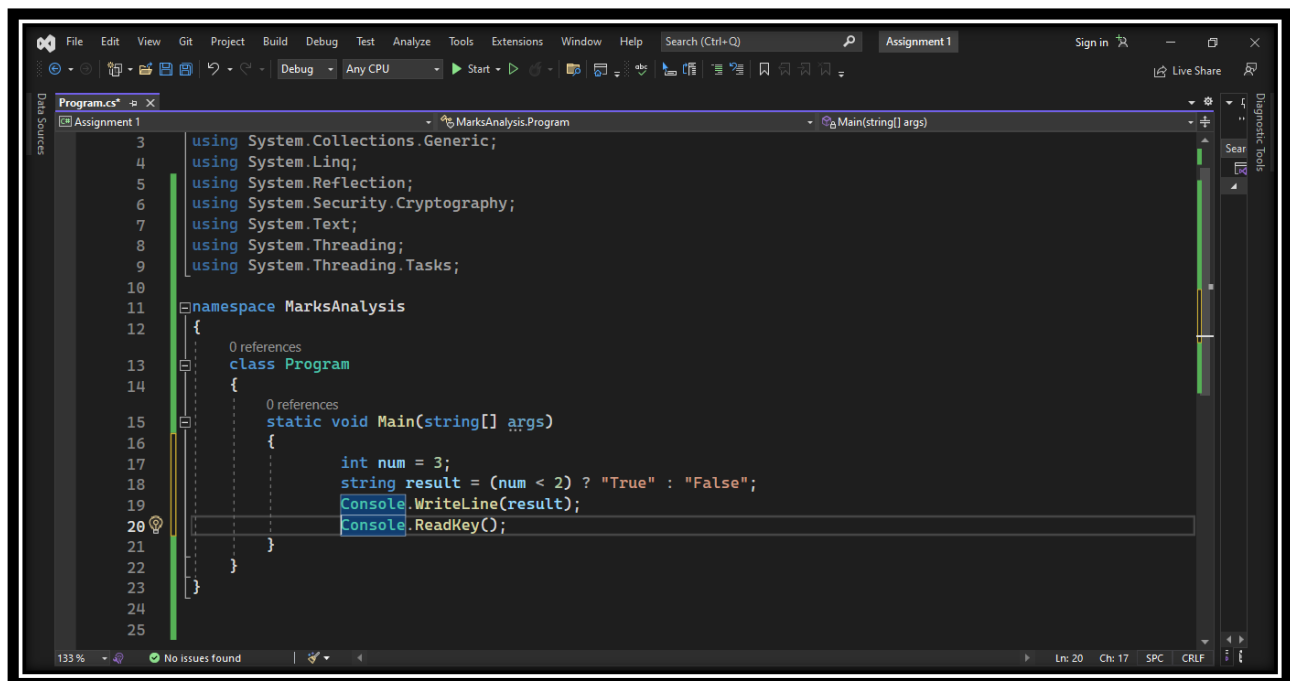 File Edit View Git Project Build Debug Test Analyze Tools Extensions Window Help Search (Ctrl+Q) Assignment 1 Sign in
Debug Any CPU Start Live Share
Data Sources
Program.cs*
Assignment 1 MarksAnalysis.Program Main(string[] args)
3 using System.Collections.Generic;
4 using System.Linq;
5 using System.Reflection;
6 using System.Security.Cryptography;
7 using System.Text;
8 using System.Threading;
9 using System.Threading.Tasks;
10
11 namespace MarksAnalysis
12 {
0 references
13 class Program
14 {
0 references
15 static void Main(string[] args)
16 {
17 int num = 3;
18 string result = (num < 2) ? "True" : "False";
19 Console.WriteLine(result);
20 Console.ReadKey();
21 }
22 }
23 }
24
25
133 % No issues found Ln: 20 Ch: 17 SPC CRLF
Sear
Diagnostic Tools